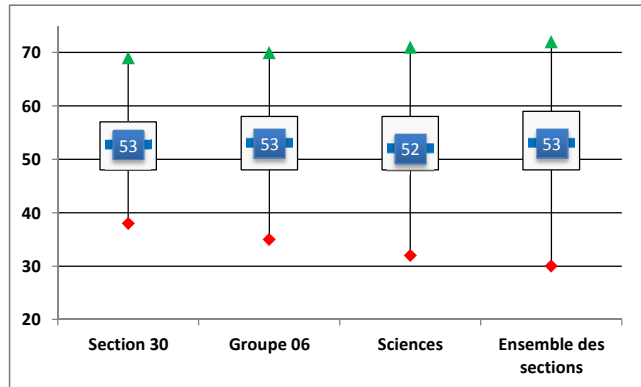 70
60
50
40
30
20
53
53
52
53
Section 30
Groupe 06
Sciences
Ensemble des
sections